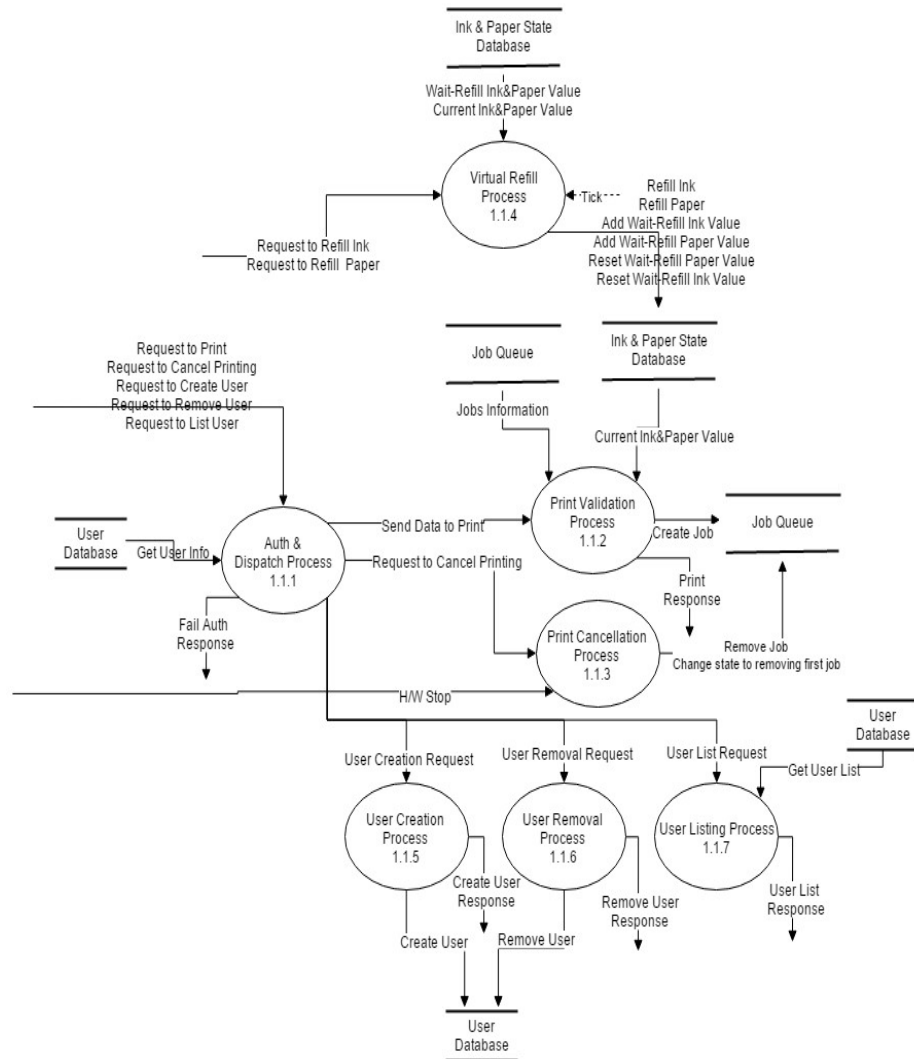 Ink & Paper State
Database
Wait-Refill Ink&Paper Value
Current Ink&Paper Value
Virtual Refill
Process
1.1.4
Tick
Refill Ink
Refill Paper
Add Wait-Refill Ink Value
Add Wait-Refill Paper Value
Reset Wait-Refill Paper Value
Reset Wait-Refill Ink Value
Request to Refill Ink
Request to Refill Paper
Request to Print
Request to Cancel Printing
Request to Create User
Request to Remove User
Request to List User
Job Queue
Ink & Paper State
Database
Jobs Information
Current Ink&Paper Value
User
Database
Get User Info
Auth &
Dispatch Process
1.1.1
Send Data to Print
Print Validation
Process
1.1.2
Create Job
Job Queue
Request to Cancel Printing
Print
Response
Fail Auth
Response
Print Cancellation
Process
1.1.3
Remove Job
Change state to removing first job
H/W Stop
User
Database
User Creation Request
User Removal Request
User List Request
Get User List
User Creation
Process
1.1.5
User Removal
Process
1.1.6
User Listing Process
1.1.7
Create User
Response
Remove User
Response
User List
Response
Create User
Remove User
User
Database